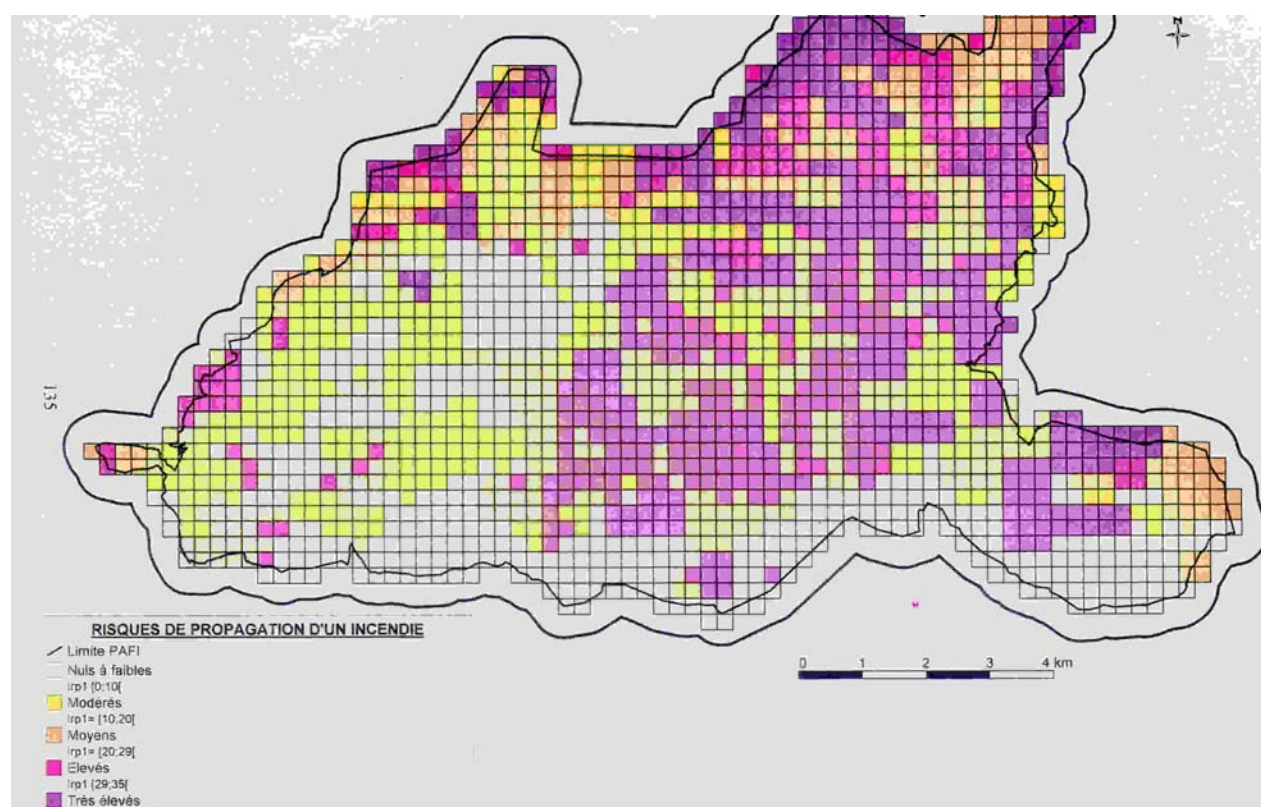 N
135
RISQUES DE PROPAGATION D'UN INCENDIE
Limite PAFI
Nuls à faibles
Irp1 [0;10[
Modérés
Irp1= [10;20[
Moyens
Irp1= [20;29[
Elevés
Irp1 [29;35[
Très élevés
0 1 2 3 4 km